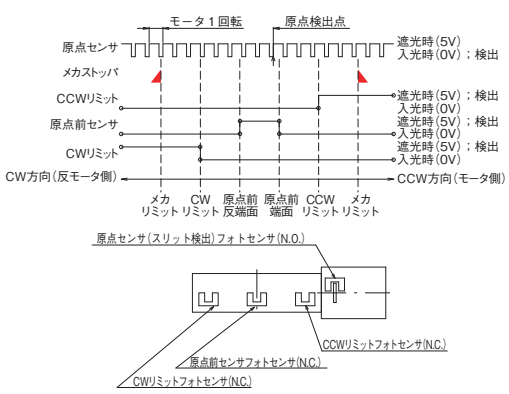 モータ1回転
原点検出点
原点センサ
遮光時(5V)
入光時(0V);検出
メカストッパ
CCWリミット
遮光時(5V);検出
入光時(0V)
原点前センサ
遮光時(5V);検出
入光時(0V)
CWリミット
遮光時(5V);検出
入光時(0V)
CW方向(反モータ側)
CCW方向(モータ側)
メカ
リミット
CW
リミット
原点前
反端面
原点前
端面
CCW
リミット
メカ
リミット
原点センサ(スリット検出)フォトセンサ(N.O.)
CCWリミットフォトセンサ(N.C.)
原点前センサフォトセンサ(N.C.)
CWリミットフォトセンサ(N.C.)